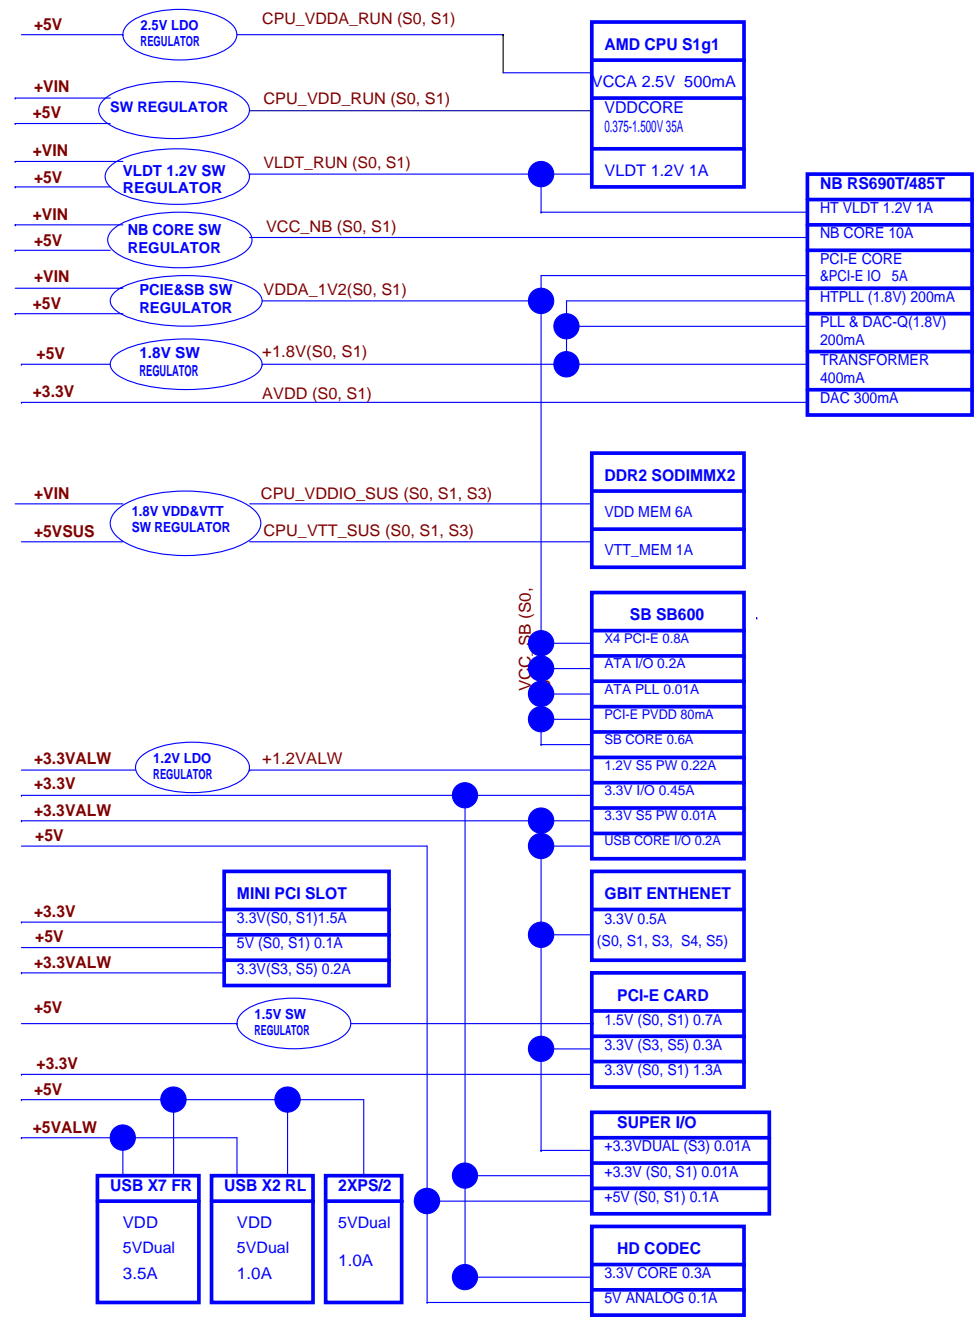 +5V
2.5V LDO
REGULATOR
CPU_VDDA_RUN (S0, S1)
AMD CPU S1g1
VCCA 2.5V  500mA
+VIN
+5V
SW REGULATOR
CPU_VDD_RUN (S0, S1)
VDDCORE
0.375-1.500V 35A
+VIN
+5V
VLDT 1.2V SW
REGULATOR
VLDT_RUN (S0, S1)
VLDT 1.2V 1A
NB RS690T/485T
HT VLDT 1.2V 1A
+VIN
+5V
NB CORE SW
REGULATOR
VCC_NB (S0, S1)
NB CORE 10A
PCI-E CORE
&PCI-E IO   5A
+VIN
+5V
PCIE&SB SW
REGULATOR
VDDA_1V2(S0, S1)
HTPLL (1.8V) 200mA
PLL & DAC-Q(1.8V)
200mA
+5V
1.8V SW
REGULATOR
+1.8V(S0, S1)
TRANSFORMER
400mA
+3.3V
AVDD (S0, S1)
DAC 300mA
DDR2 SODIMMX2
+VIN
+5VSUS
1.8V VDD&VTT
SW REGULATOR
CPU_VDDIO_SUS (S0, S1, S3)
CPU_VTT_SUS (S0, S1, S3)
VDD MEM 6A
VTT_MEM 1A
VCC_SB (S0,
SB SB600
X4 PCI-E 0.8A
ATA I/O 0.2A
ATA PLL 0.01A
PCI-E PVDD 80mA
SB CORE 0.6A
+3.3VALW
1.2V LDO
REGULATOR
+1.2VALW
1.2V S5 PW 0.22A
+3.3V
3.3V I/O 0.45A
+3.3VALW
3.3V S5 PW 0.01A
+5V
USB CORE I/O 0.2A
MINI PCI SLOT
+3.3V
3.3V(S0, S1)1.5A
+5V
5V (S0, S1) 0.1A
+3.3VALW
3.3V(S3, S5) 0.2A
GBIT ENTHENET
3.3V 0.5A
(S0, S1, S3,  S4, S5)
PCI-E CARD
+5V
1.5V SW
REGULATOR
1.5V (S0, S1) 0.7A
3.3V (S3, S5) 0.3A
+3.3V
3.3V (S0, S1) 1.3A
+5V
+5VALW
SUPER I/O
+3.3VDUAL (S3) 0.01A
+3.3V (S0, S1) 0.01A
+5V (S0, S1) 0.1A
USB X7 FR
VDD
5VDual
3.5A
USB X2 RL
VDD
5VDual
1.0A
2XPS/2
5VDual
1.0A
HD CODEC
3.3V CORE 0.3A
5V ANALOG 0.1A